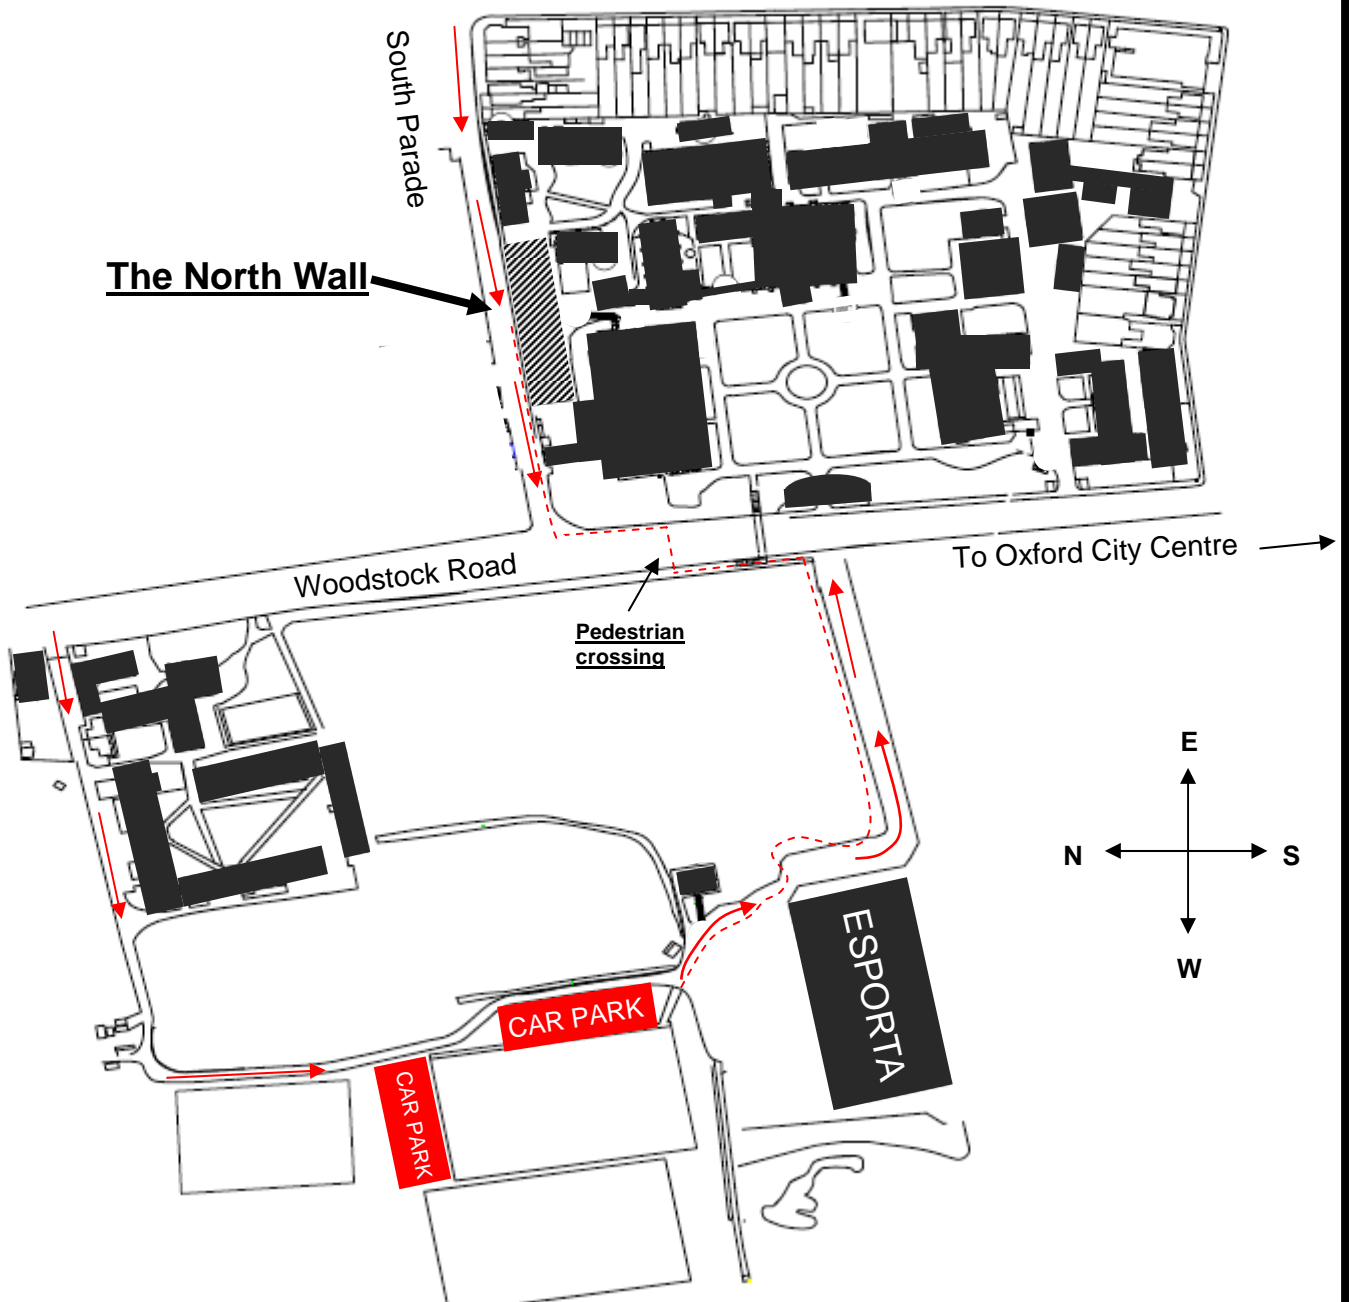 South Parade
The North Wall
Woodstock Road
To Oxford City Centre
Pedestrian
crossing
E
N
S
W
ESPORTA
CAR PARK
CAR PARK